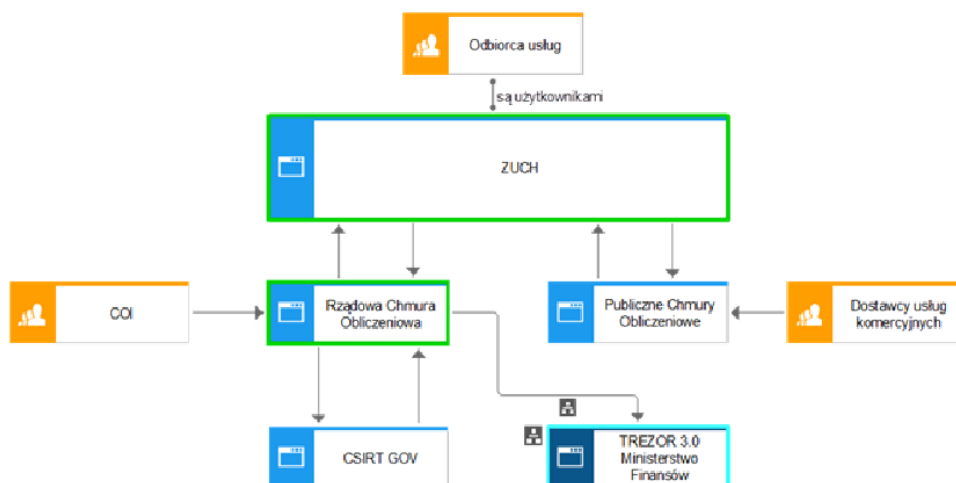 Odbiorca usług
są użytkownikami
ZUCH
COI
Rządowa Chmura
Obliczeniowa
Publiczne Chmury
Obliczeniowe
Dostawcy usług
komercyjnych
CSIRT GOV
TREZOR 3.0
Ministerstwo
Finansów